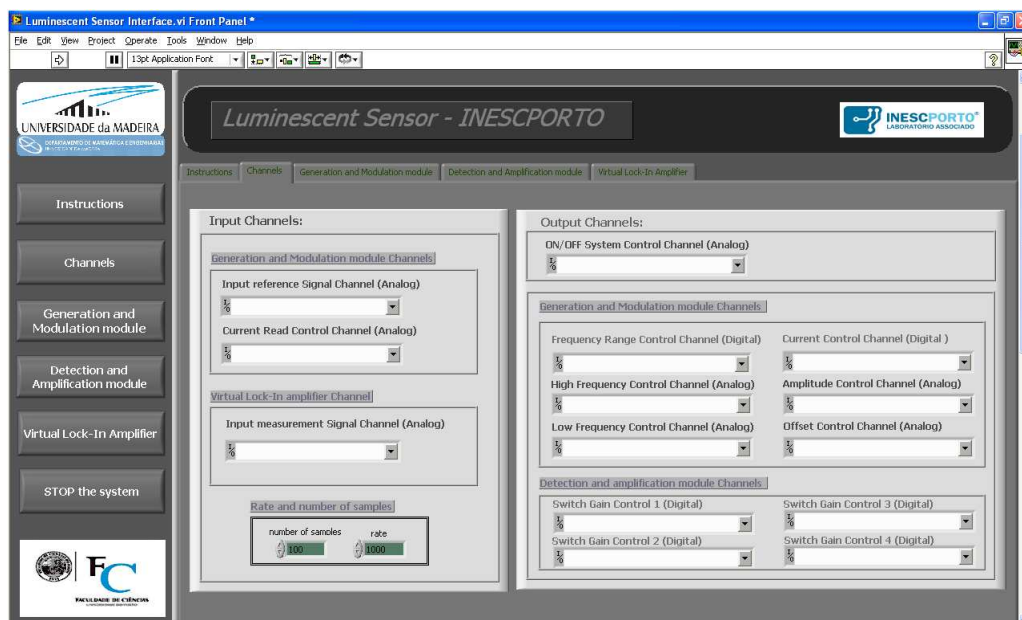 Luminescent Sensor Interface.vi Front Panel *
File Edit View Project Operate Tools Window Help
13pt Application Font
UNIVERSIDADE da MADEIRA
DEPARTAMENTO DE MATEMÁTICA E ENGENHARIAS
INESCPORTO
LABORATÓRIO ASSOCIADO
Luminescent Sensor - INESCPORTO
Instructions
Channels
Generation and Modulation module
Detection and Amplification module
Virtual Lock-In Amplifier
Instructions
Channels
Generation and
Modulation module
Detection and
Amplification module
Virtual Lock-In Amplifier
STOP the system
FC
FACULDADE DE CIÊNCIAS
UNIVERSIDADE DO PORTO
Input Channels:
Generation and Modulation module Channels
Input reference Signal Channel (Analog)
Current Read Control Channel (Analog)
Virtual Lock-In amplifier Channel
Input measurement Signal Channel (Analog)
Rate and number of samples
number of samples
rate
100
1000
Output Channels:
ON/OFF System Control Channel (Analog)
Generation and Modulation module Channels
Frequency Range Control Channel (Digital)
Current Control Channel (Digital )
High Frequency Control Channel (Analog)
Amplitude Control Channel (Analog)
Low Frequency Control Channel (Analog)
Offset Control Channel (Analog)
Detection and amplification module Channels
Switch Gain Control 1 (Digital)
Switch Gain Control 3 (Digital)
Switch Gain Control 2 (Digital)
Switch Gain Control 4 (Digital)